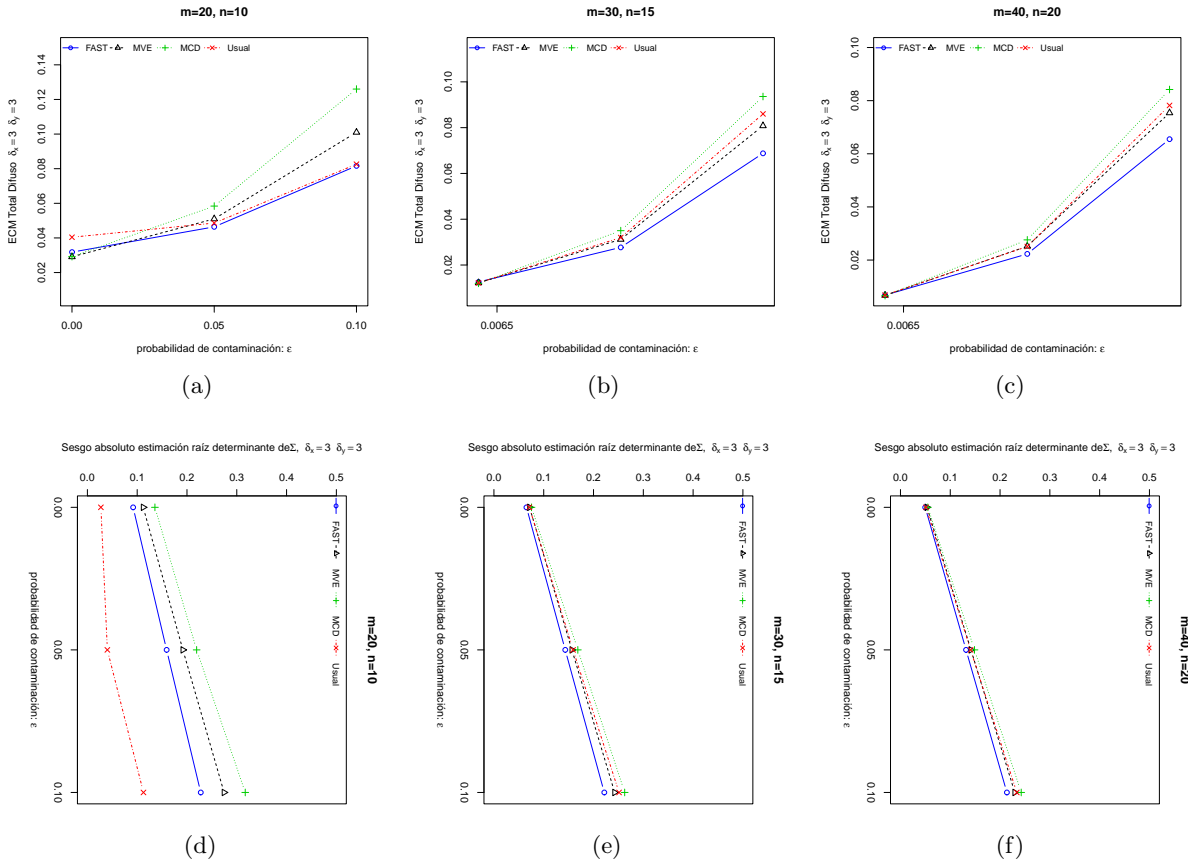 m=20, n=10
FAST MVE MCD Usual
ECM Total Difuso δx = 3 δy = 3
0.02 0.04 0.06 0.08 0.10 0.12 0.14
0.00 0.05 0.10
probabilidad de contaminación: ε
(a)
m=30, n=15
FAST MVE MCD Usual
ECM Total Difuso δx = 3 δy = 3
0.02 0.04 0.06 0.08 0.10
0.0065
probabilidad de contaminación: ε
(b)
m=40, n=20
FAST MVE MCD Usual
ECM Total Difuso δx = 3 δy = 3
0.02 0.04 0.06 0.08 0.10
0.0065
probabilidad de contaminación: ε
(c)
Sesgo absoluto estimación raíz determinante deΣ, δx = 3 δy = 3
0.0 0.1 0.2 0.3 0.4 0.5
0.00 0.05 0.10
probabilidad de contaminación: ε
FAST MVE MCD Usual
m=20, n=10
(d)
Sesgo absoluto estimación raíz determinante deΣ, δx = 3 δy = 3
0.0 0.1 0.2 0.3 0.4 0.5
0.00 0.05 0.10
probabilidad de contaminación: ε
FAST MVE MCD Usual
m=30, n=15
(e)
Sesgo absoluto estimación raíz determinante deΣ, δx = 3 δy = 3
0.0 0.1 0.2 0.3 0.4 0.5
0.00 0.05 0.10
probabilidad de contaminación: ε
FAST MVE MCD Usual
m=40, n=20
(f)